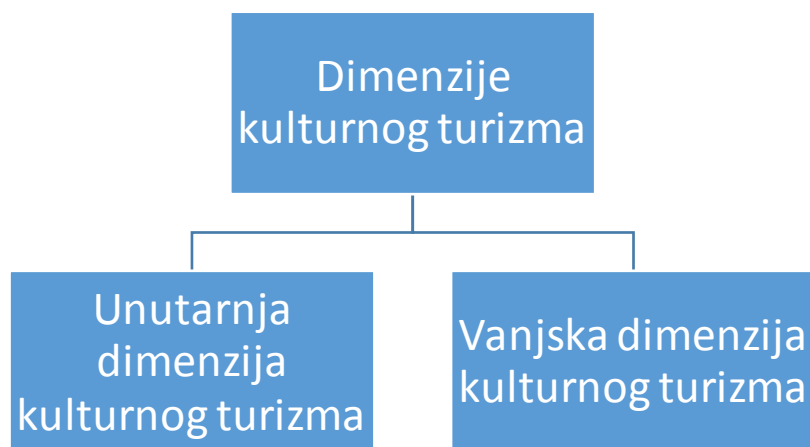 Dimenzije
kulturnog turizma
Unutarnja
dimenzija
kulturnog turizma
Vanjska dimenzija
kulturnog turizma